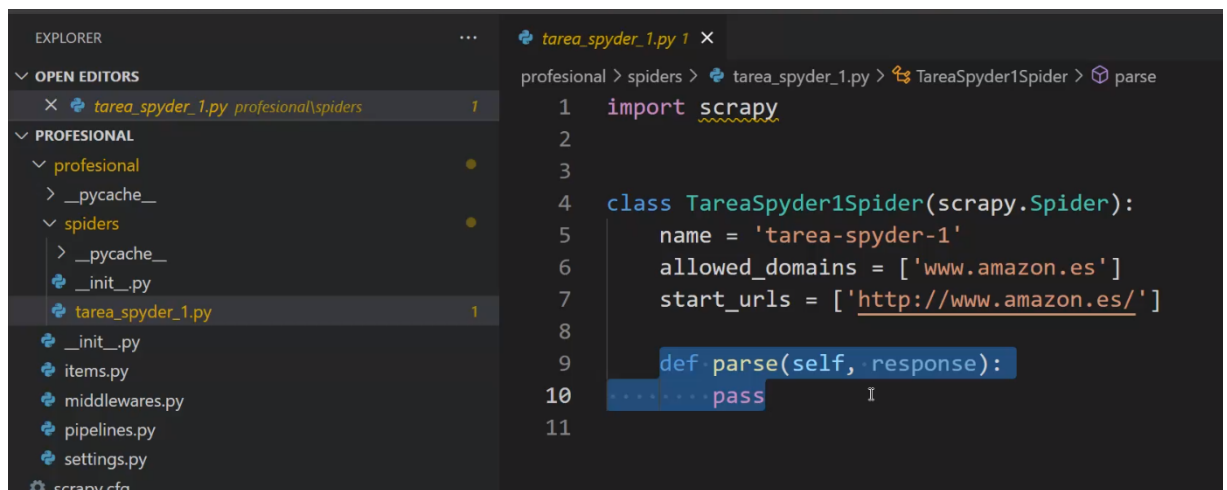 EXPLORER
OPEN EDITORS
tarea_spyder_1.py profesional\spiders 1
PROFESIONAL
profesional
__pycache__
spiders
__pycache__
__init__.py
tarea_spyder_1.py 1
__init__.py
items.py
middlewares.py
pipelines.py
settings.py
scrapy.cfg
tarea_spyder_1.py 1
profesional > spiders > tarea_spyder_1.py > TareaSpyder1Spider > parse
1 import scrapy
2
3
4 class TareaSpyder1Spider(scrapy.Spider):
5 name = 'tarea-spyder-1'
6 allowed_domains = ['www.amazon.es']
7 start_urls = ['http://www.amazon.es/']
8
9 def parse(self, response):
10 pass
11